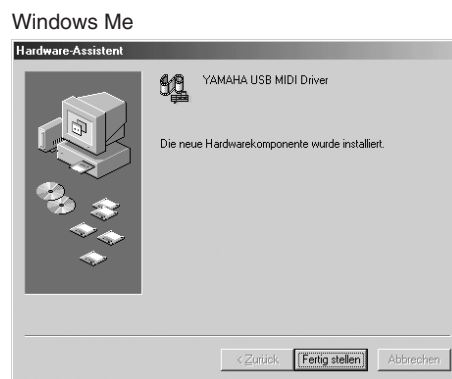 Windows Me
Hardware-Assistent
YAMAHA USB MIDI Driver
Die neue Hardwarekomponente wurde installiert.
< Zurück Fertig stellen Abbrechen